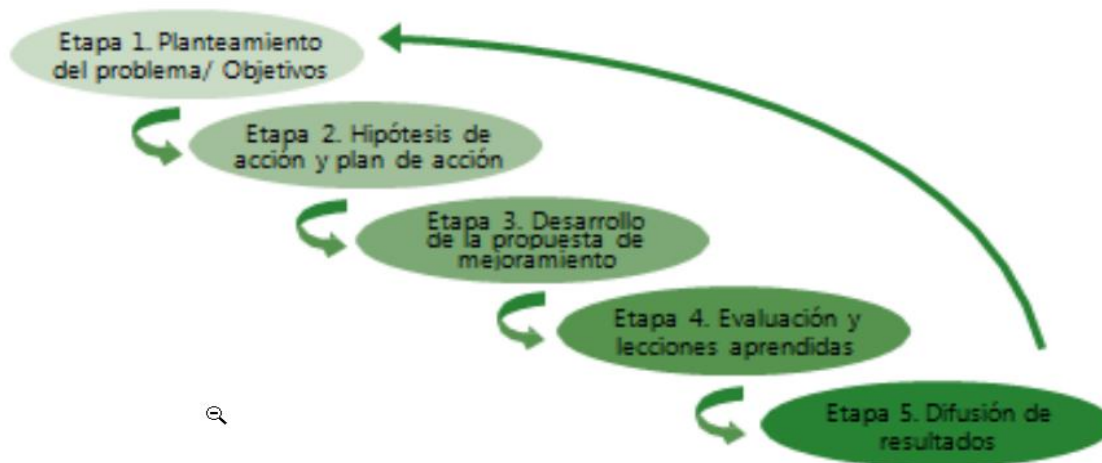 Etapa 1. Planteamiento
del problema/ Objetivos
Etapa 2. Hipótesis de
acción y plan de acción
Etapa 3. Desarrollo
de la propuesta de
mejoramiento
Etapa 4. Evaluación y
lecciones aprendidas
Etapa 5. Difusión de
resultados